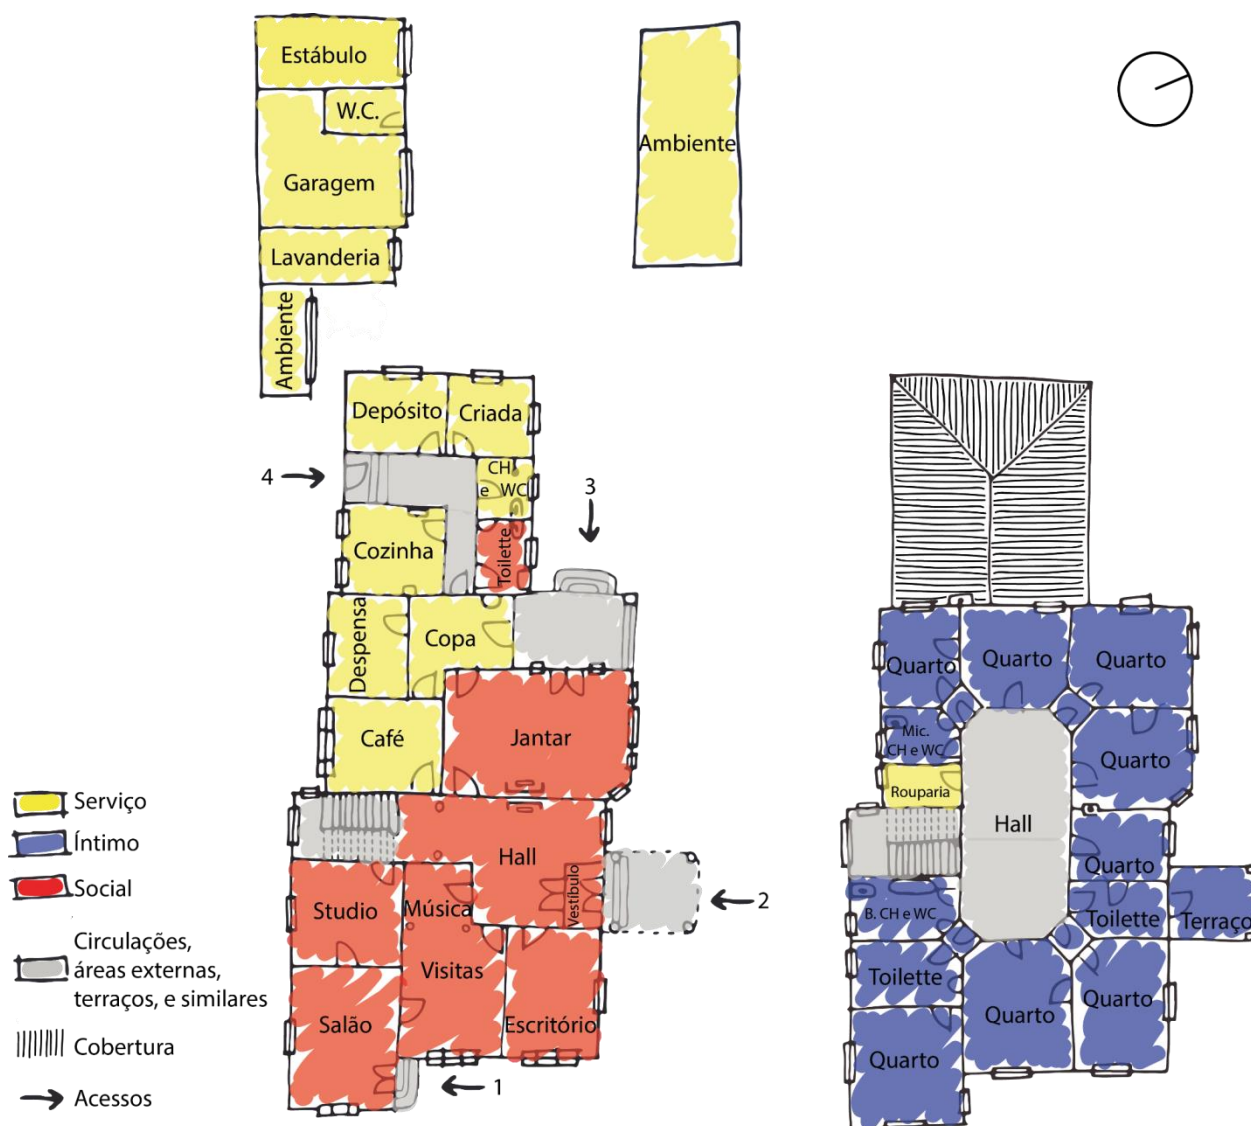 Estábulo
W.C.
Garagem
Lavanderia
Ambiente
Ambiente
Depósito
Criada
4
CH
e WC
3
Cozinha
Toilette
Despensa
Copa
Café
Jantar
Hall
Vestíbulo
2
Studio
Música
Visitas
Salão
Escritório
1
Quarto
Quarto
Quarto
Mic.
CH e WC
Quarto
Rouparia
Hall
Quarto
B. CH e WC
Toilette
Terraço
Toilette
Quarto
Quarto
Quarto
Serviço
Íntimo
Social
Circulações,
áreas externas,
terraços, e similares
Cobertura
Acessos